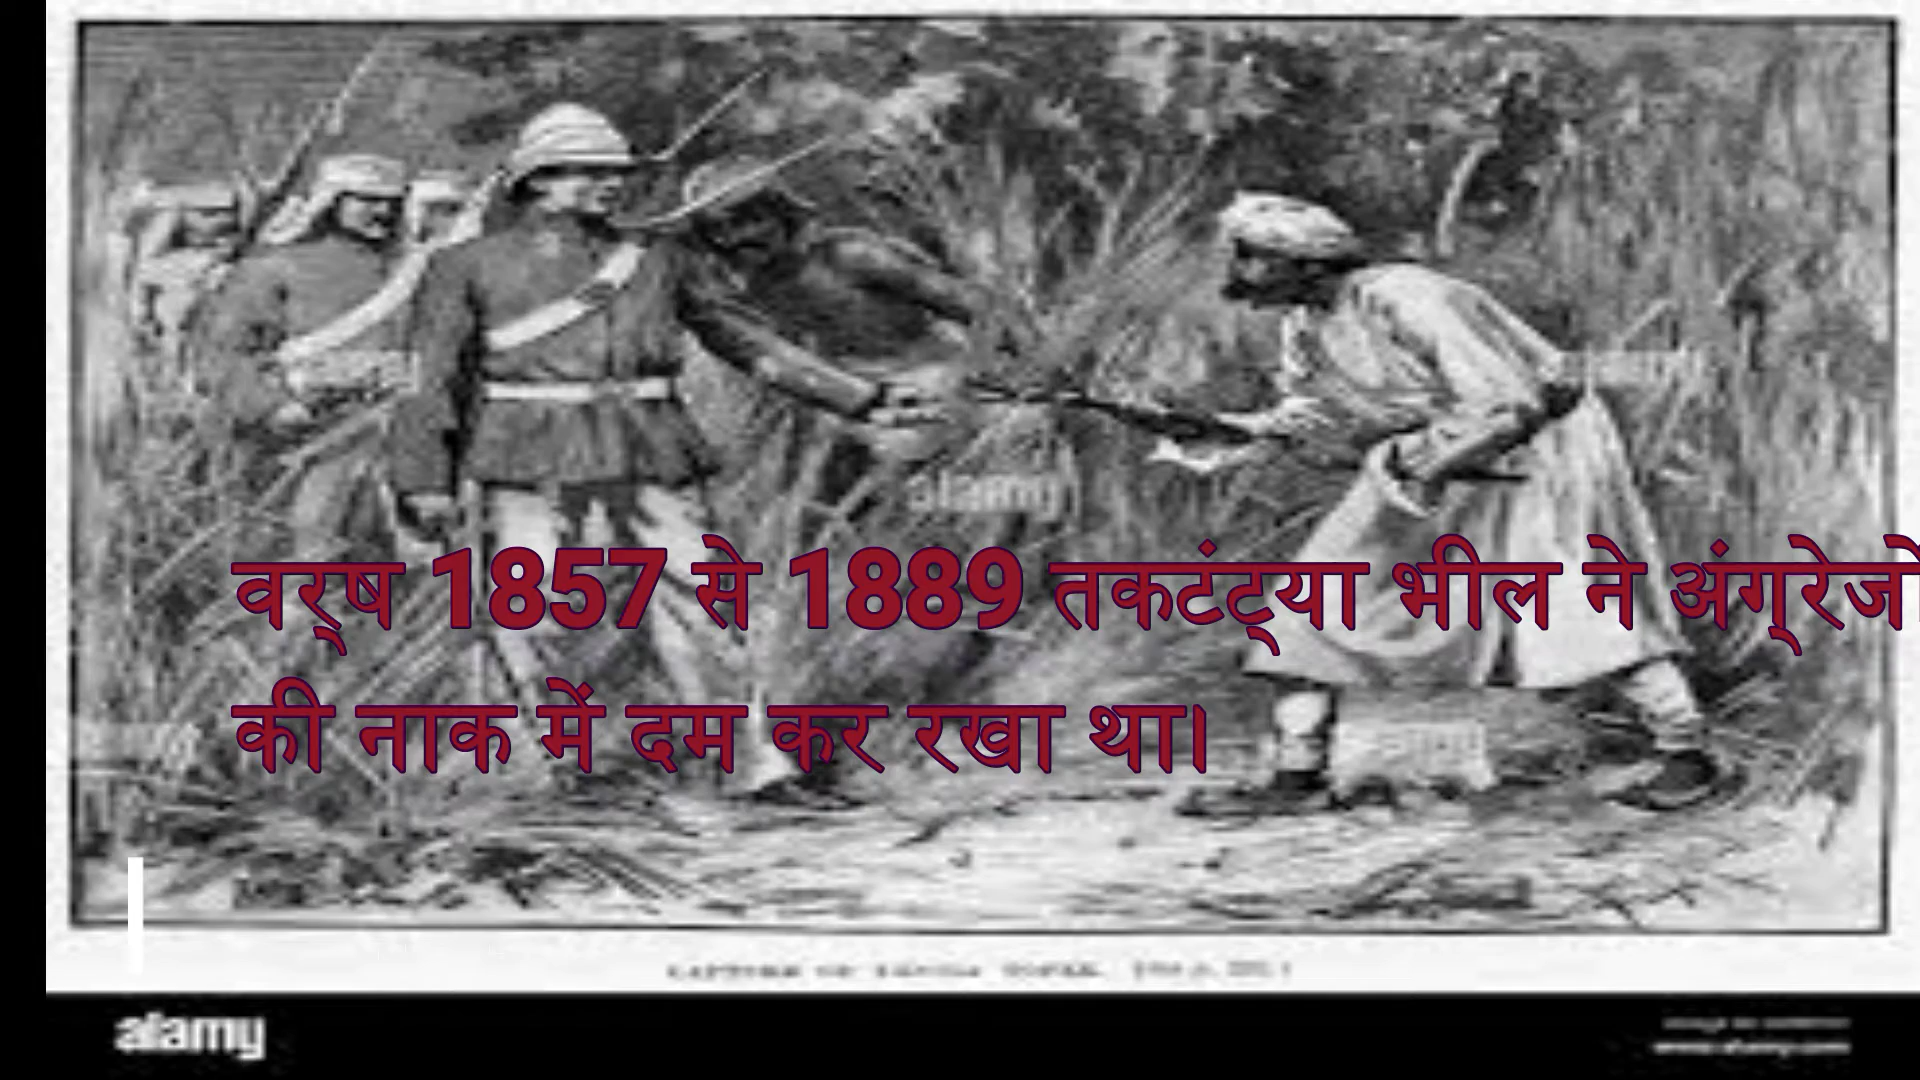 वर्ष 1857 से 1889 तकटंट्या भील ने अंग्रेजो
की नाक में दम कर रखा था।
alamy
alamy